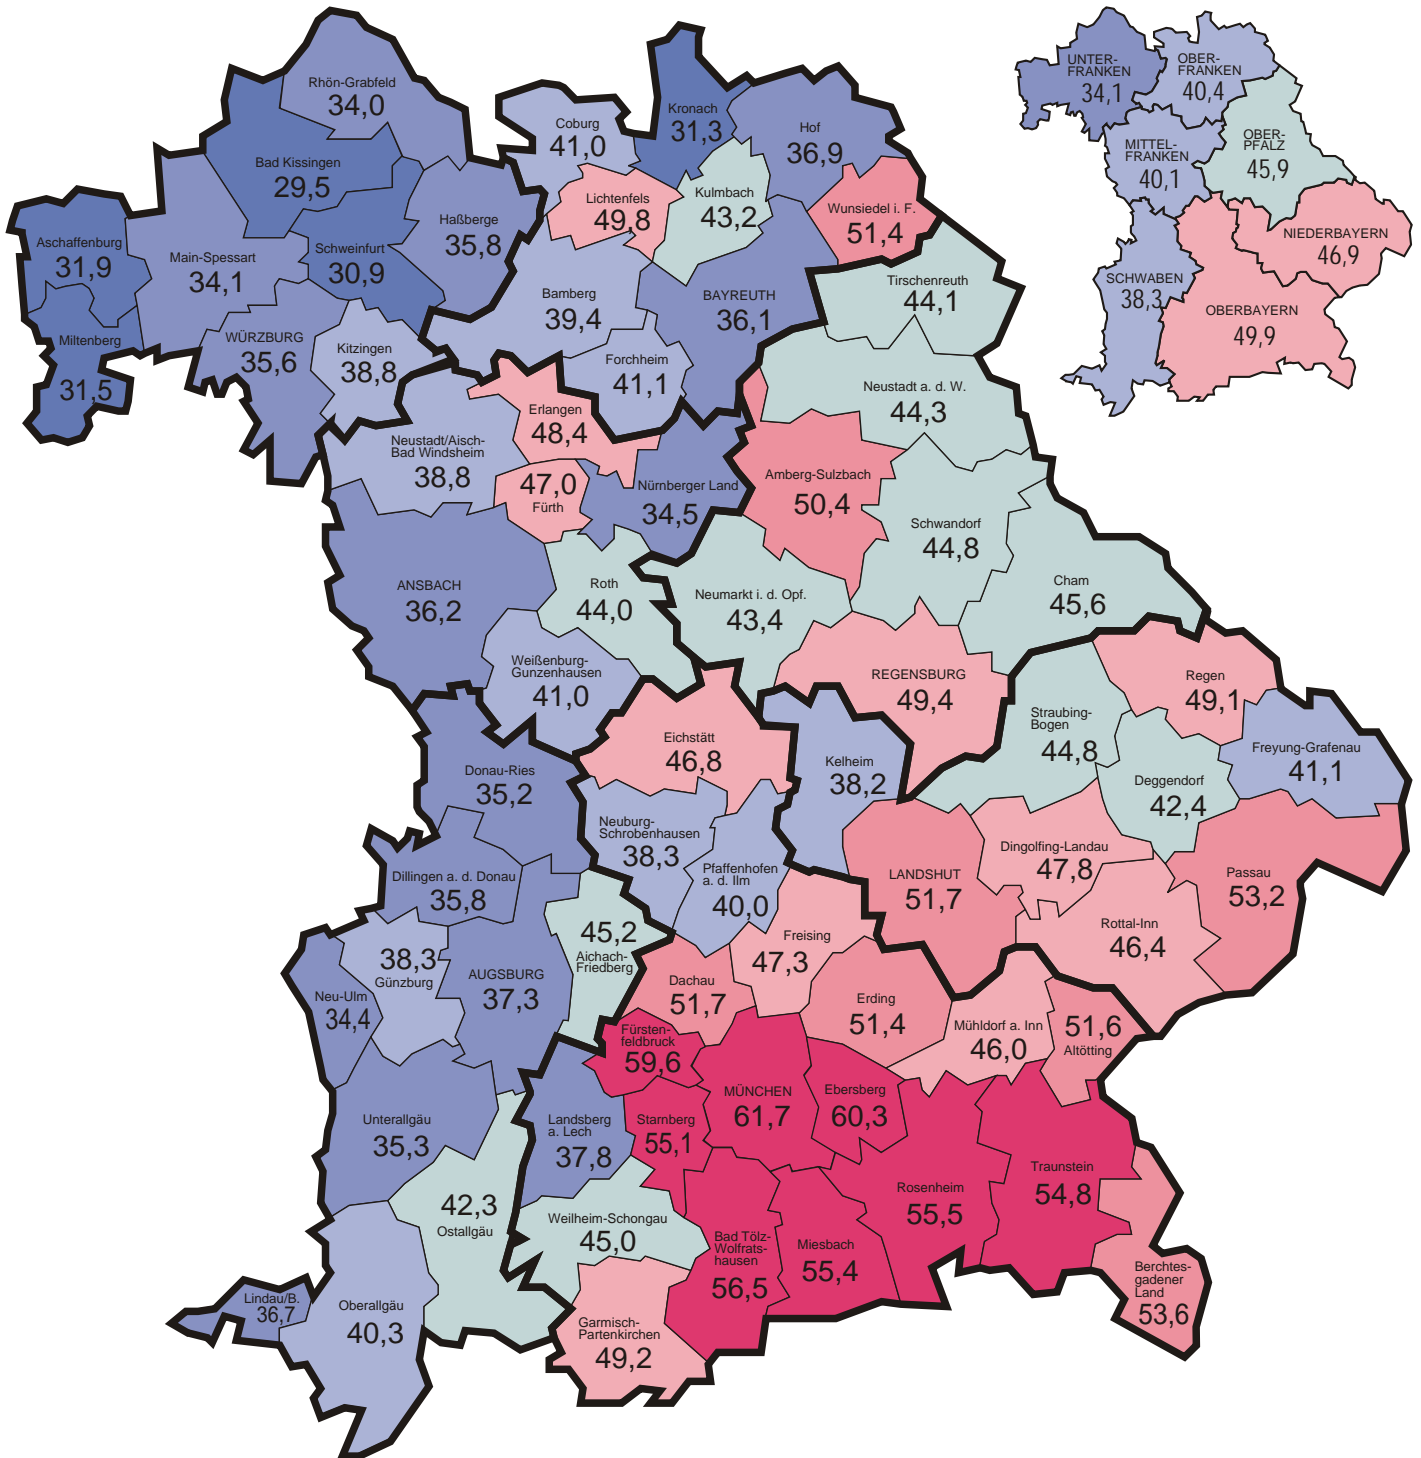 Rhön-Grabfeld
34,0
Bad Kissingen
29,5
Aschaffenburg
31,9
Main-Spessart
34,1
Schweinfurt
30,9
Haßberge
35,8
Miltenberg
31,5
WÜRZBURG
35,6
Kitzingen
38,8
Coburg
41,0
Kronach
31,3
Hof
36,9
Lichtenfels
49,8
Kulmbach
43,2
Wunsiedel i. F.
51,4
Bamberg
39,4
BAYREUTH
36,1
Forchheim
41,1
Tirschenreuth
44,1
Neustadt a. d. W.
44,3
Amberg-Sulzbach
50,4
Schwandorf
44,8
Cham
45,6
Neumarkt i. d. Opf.
43,4
REGENSBURG
49,4
Neustadt/Aisch-
Bad Windsheim
38,8
Erlangen
48,4
47,0
Fürth
Nürnberger Land
34,5
ANSBACH
36,2
Roth
44,0
Weißenburg-
Gunzenhausen
41,0
Regen
49,1
Straubing-
Bogen
44,8
Freyung-Grafenau
41,1
Deggendorf
42,4
Kelheim
38,2
LANDSHUT
51,7
Dingolfing-Landau
47,8
Passau
53,2
Rottal-Inn
46,4
Donau-Ries
35,2
Dillingen a. d. Donau
35,8
38,3
Günzburg
AUGSBURG
37,3
45,2
Aichach-
Friedberg
Neu-Ulm
34,4
Unterallgäu
35,3
42,3
Ostallgäu
Lindau/B.
36,7
Oberallgäu
40,3
Eichstätt
46,8
Neuburg-
Schrobenhausen
38,3
Pfaffenhofen
a. d. Ilm
40,0
Freising
47,3
Dachau
51,7
Erding
51,4
Mühldorf a. Inn
46,0
51,6
Altötting
Fürsten-
feldbruck
59,6
MÜNCHEN
61,7
Ebersberg
60,3
Landsberg
a. Lech
37,8
Starnberg
55,1
Rosenheim
55,5
Traunstein
54,8
Weilheim-Schongau
45,0
Bad Tölz-
Wolfrats-
hausen
56,5
Miesbach
55,4
Berchtes-
gadener
Land
53,6
Garmisch-
Partenkirchen
49,2
UNTER-
FRANKEN
34,1
OBER-
FRANKEN
40,4
MITTEL-
FRANKEN
40,1
OBER-
PFALZ
45,9
NIEDERBAYERN
46,9
SCHWABEN
38,3
OBERBAYERN
49,9